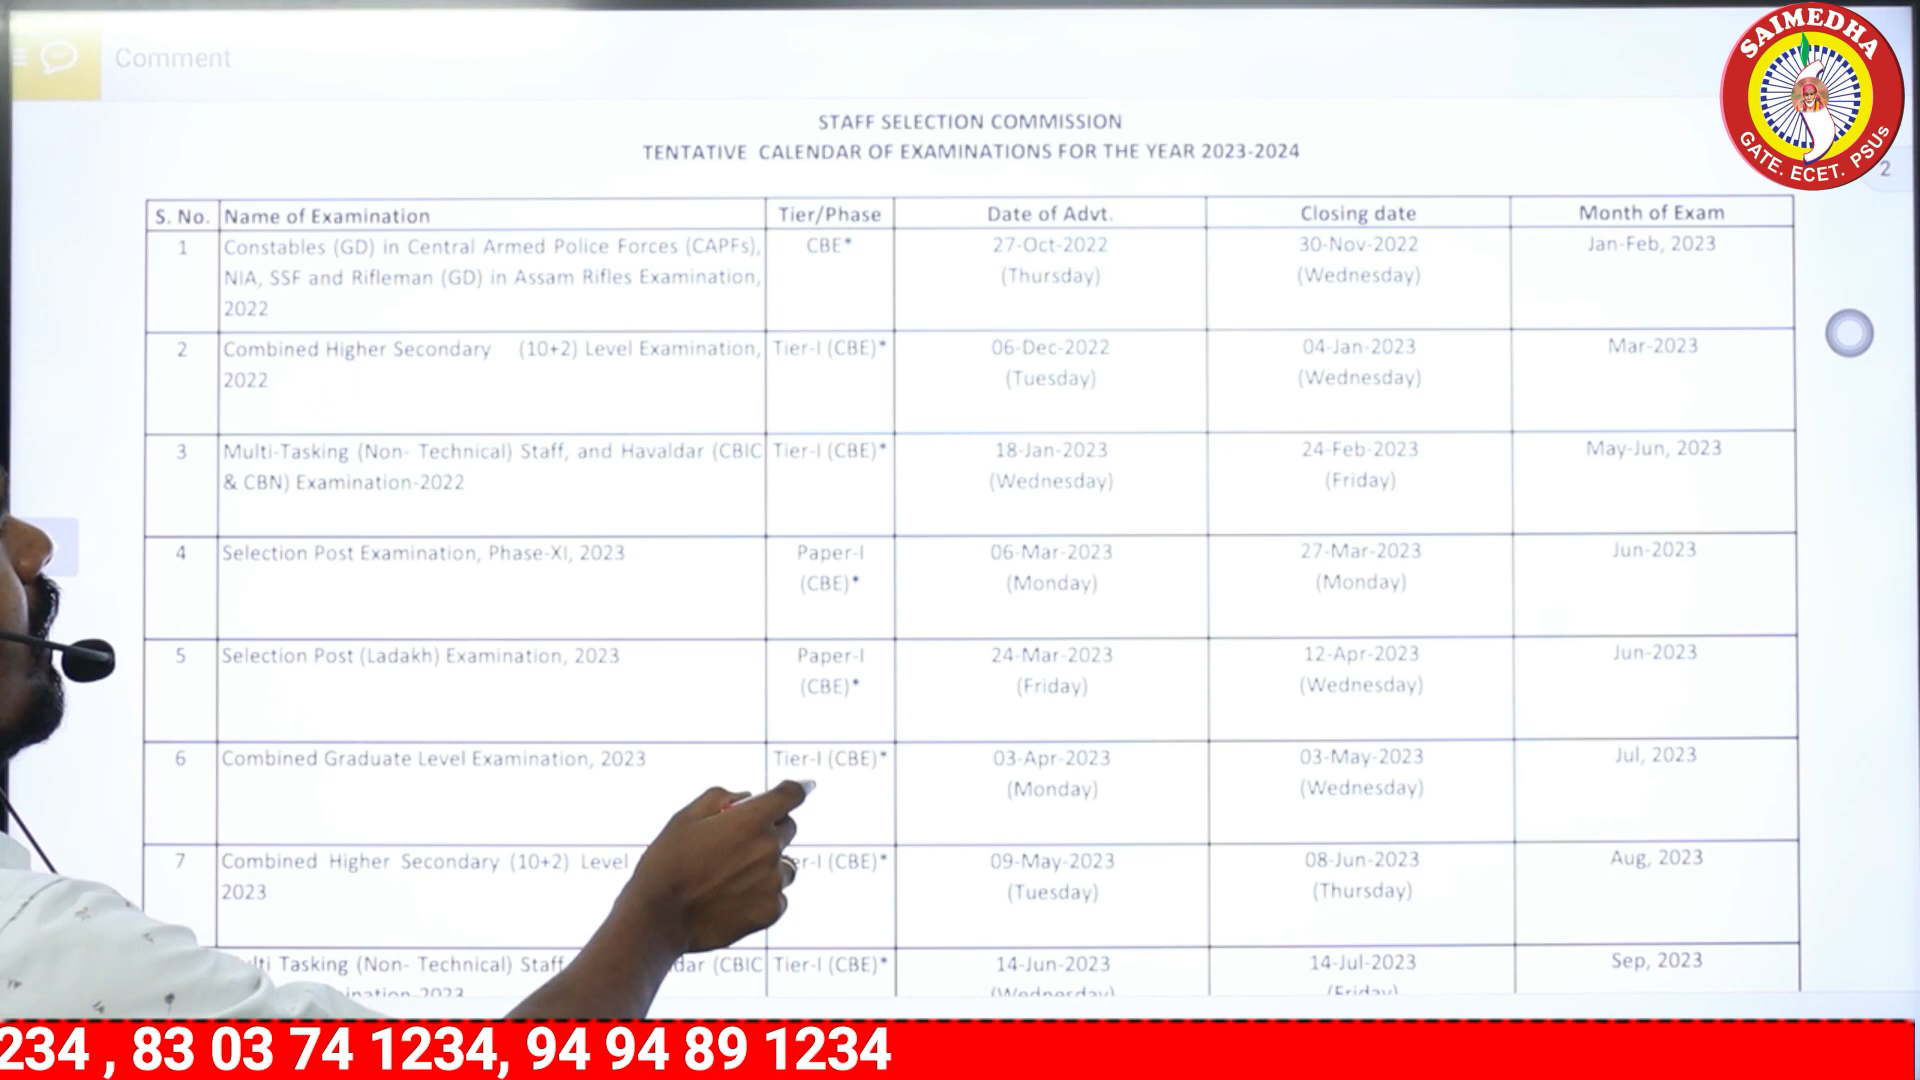 Comment
SAIMEDHA
GATE. ECET. PSUs
2
STAFF SELECTION COMMISSION
TENTATIVE CALENDAR OF EXAMINATIONS FOR THE YEAR 2023-2024
S. No. Name of Examination Tier/Phase Date of Advt. Closing date Month of Exam
1 Constables (GD) in Central Armed Police Forces (CAPFs), CBE* 27-Oct-2022 30-Nov-2022 Jan-Feb, 2023
NIA, SSF and Rifleman (GD) in Assam Rifles Examination, (Thursday) (Wednesday)
2022
2 Combined Higher Secondary (10+2) Level Examination, Tier-I (CBE)* 06-Dec-2022 04-Jan-2023 Mar-2023
2022 (Tuesday) (Wednesday)
3 Multi-Tasking (Non- Technical) Staff, and Havaldar (CBIC Tier-I (CBE)* 18-Jan-2023 24-Feb-2023 May-Jun, 2023
& CBN) Examination-2022 (Wednesday) (Friday)
4 Selection Post Examination, Phase-XI, 2023 Paper-I 06-Mar-2023 27-Mar-2023 Jun-2023
(CBE)* (Monday) (Monday)
5 Selection Post (Ladakh) Examination, 2023 Paper-I 24-Mar-2023 12-Apr-2023 Jun-2023
(CBE)* (Friday) (Wednesday)
6 Combined Graduate Level Examination, 2023 Tier-I (CBE)* 03-Apr-2023 03-May-2023 Jul, 2023
(Monday) (Wednesday)
7 Combined Higher Secondary (10+2) Level er-I (CBE)* 09-May-2023 08-Jun-2023 Aug, 2023
2023 (Tuesday) (Thursday)
Tasking (Non- Technical) Staff dar (CBIC Tier-I (CBE)* 14-Jun-2023 14-Jul-2023 Sep, 2023
2023 (Wednesday) (Friday)
234 , 83 03 74 1234, 94 94 89 1234